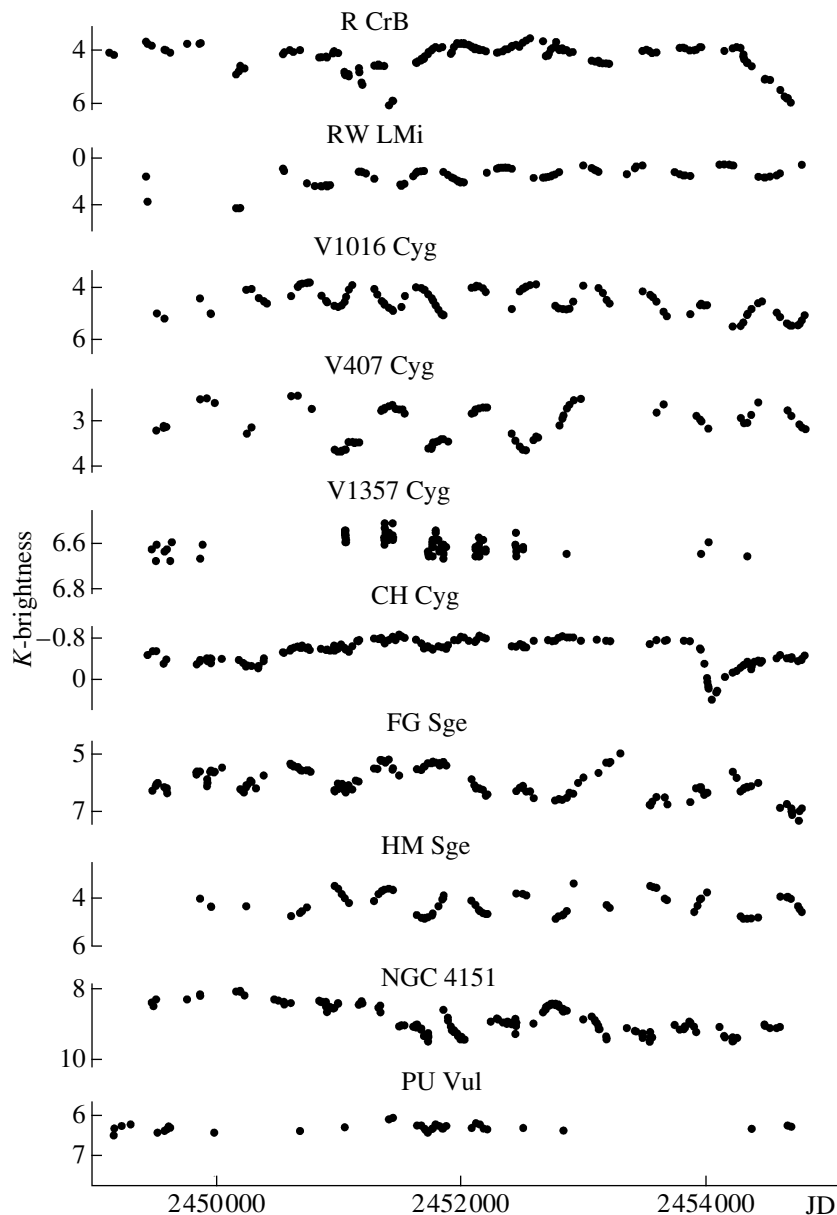 R CrB
4
6
RW LMi
0
4
V1016 Cyg
4
6
V407 Cyg
3
4
V1357 Cyg
6.6
6.8
K-brightness
CH Cyg
−0.8
0
FG Sge
5
7
HM Sge
4
6
NGC 4151
8
10
PU Vul
6
7
2450000 2452000 2454000 JD